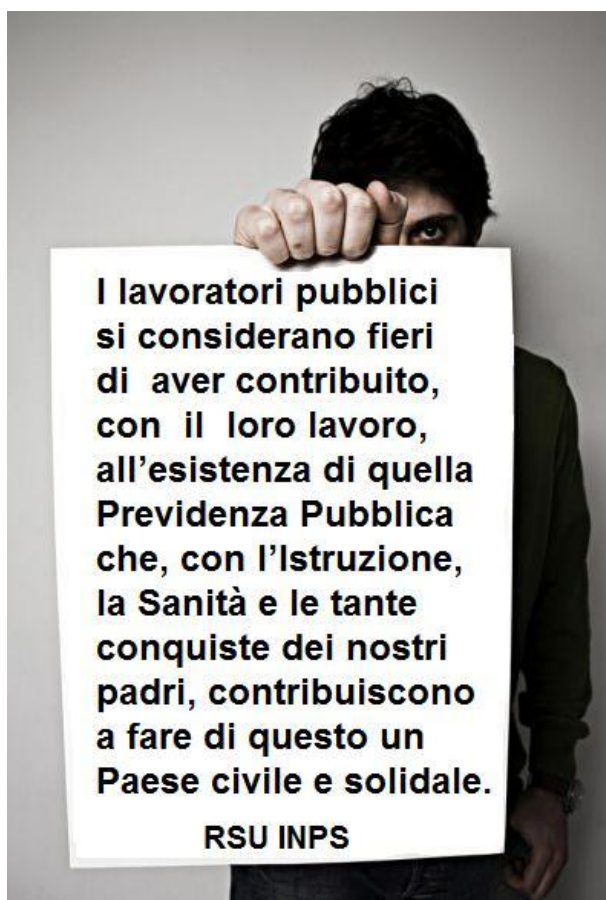 I lavoratori pubblici
si considerano fieri
di aver contribuito,
con il loro lavoro,
all’esistenza di quella
Previdenza Pubblica
che, con l’Istruzione,
la Sanità e le tante
conquiste dei nostri
padri, contribuiscono
a fare di questo un
Paese civile e solidale.
RSU INPS